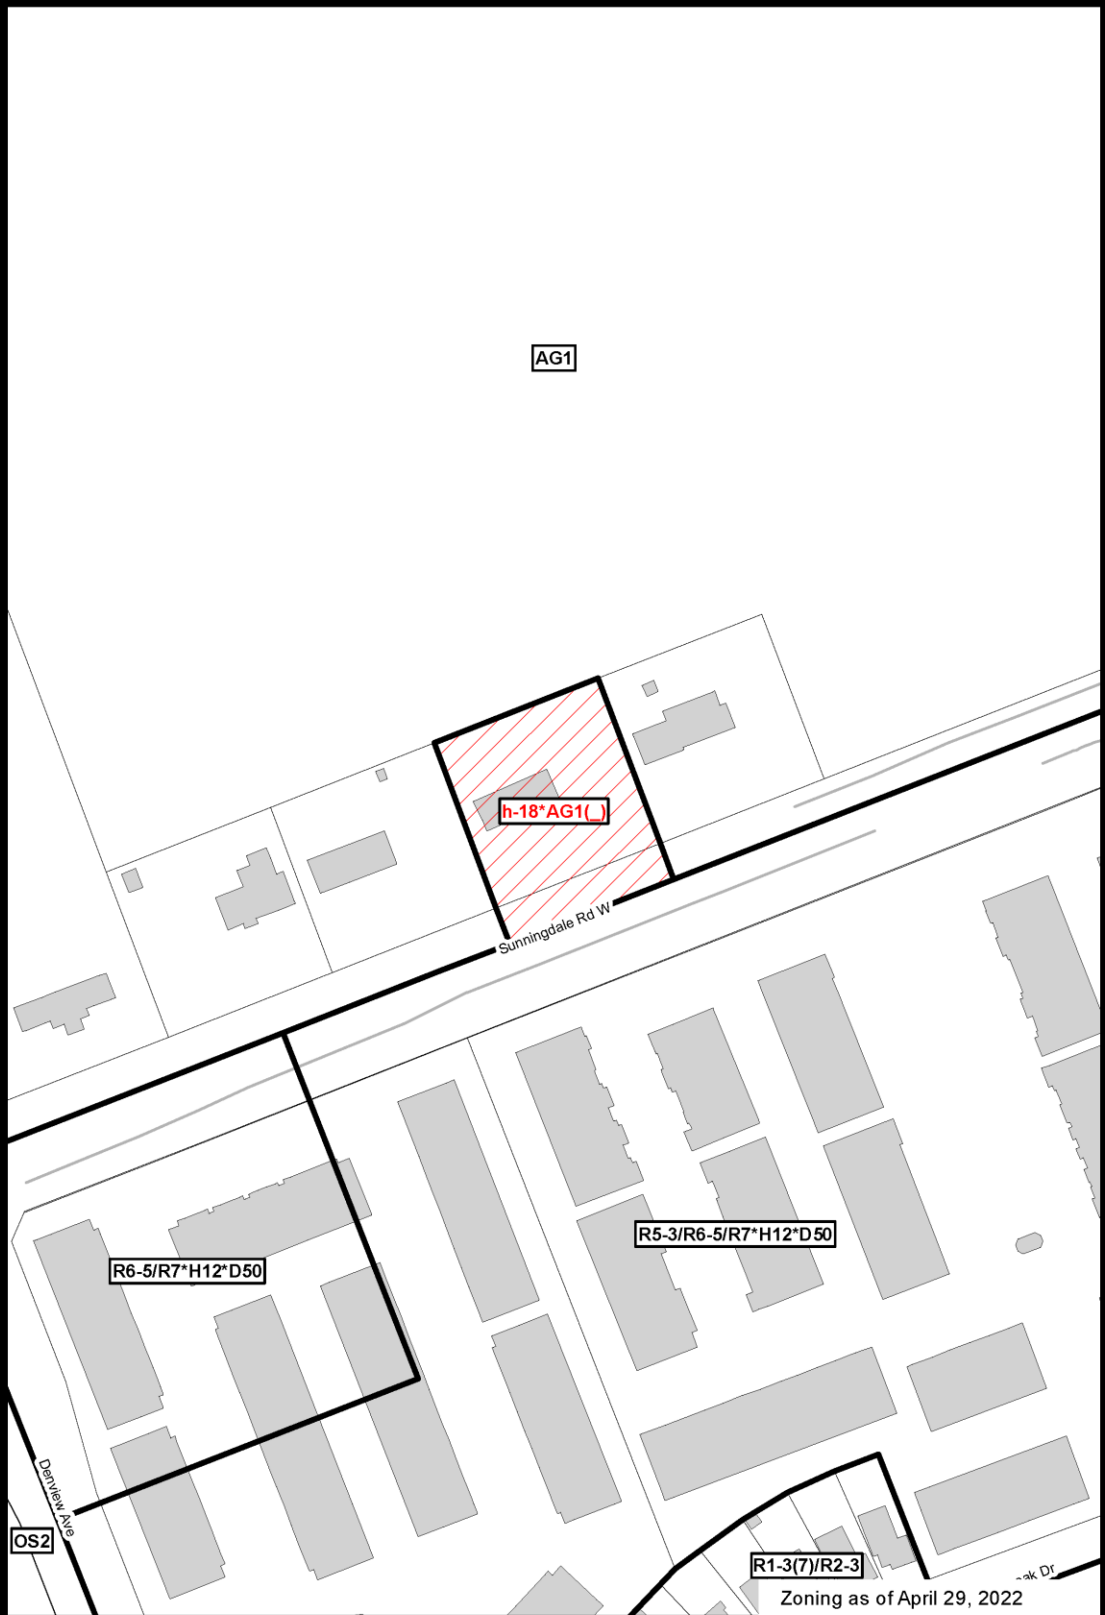 AG1
h-18*AG1(_)
Sunningdale Rd W
R5-3/R6-5/R7*H12*D50
R6-5/R7*H12*D50
Denview Ave
OS2
R1-3(7)/R2-3
Dr
Zoning as of April 29, 2022